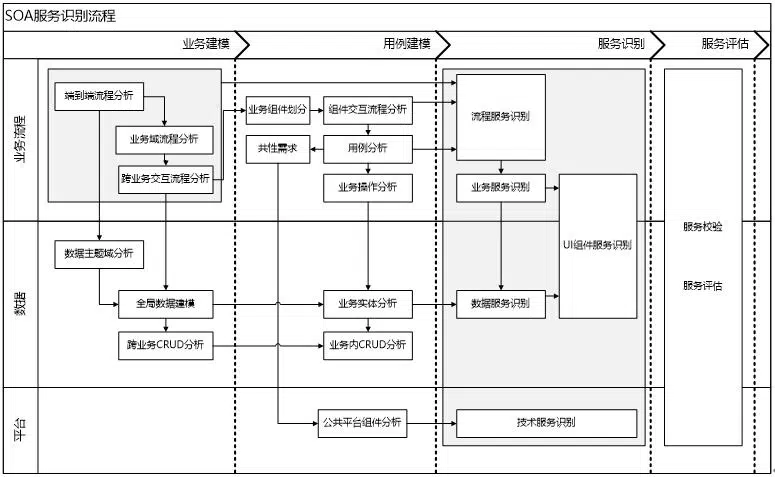 SOA服务识别流程
业务建模
用例建模
服务识别
服务评估
业务流程
端到端流程分析
业务域流程分析
跨业务交互流程分析
业务组件划分
组件交互流程分析
共性需求
用例分析
业务操作分析
流程服务识别
业务服务识别
UI组件服务识别
服务校验
服务评估
数据
数据主题域分析
全局数据建模
业务实体分析
数据服务识别
跨业务CRUD分析
业务内CRUD分析
平台
公共平台组件分析
技术服务识别